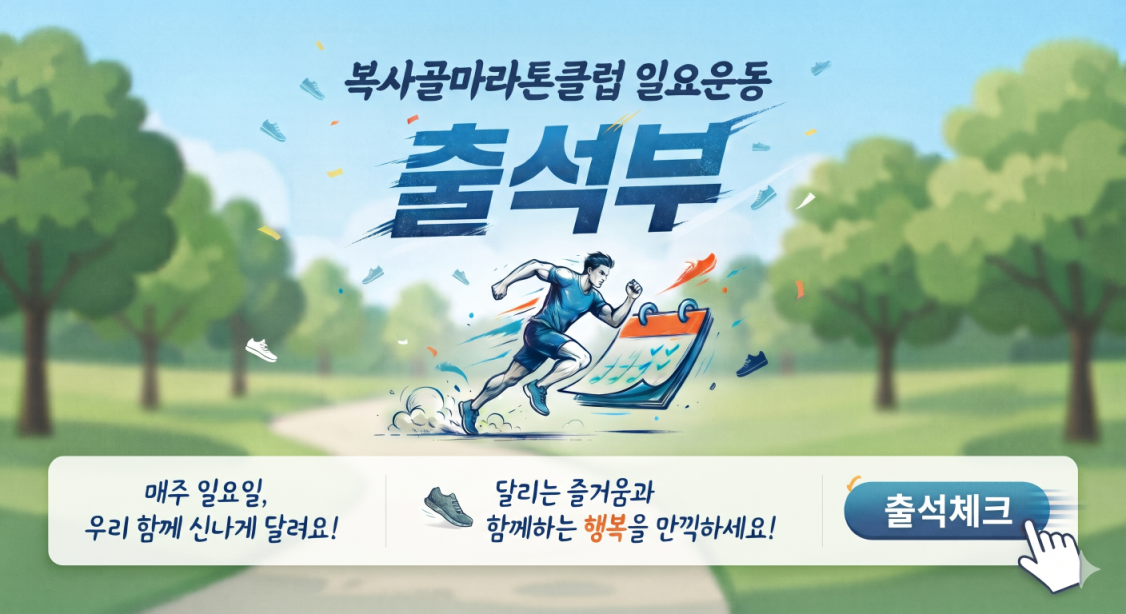 복사골마라톤클럽 일요운동
출석부
매주 일요일,
우리 함께 신나게 달려요!
달리는 즐거움과
함께하는 행복을 만끽하세요!
출석체크